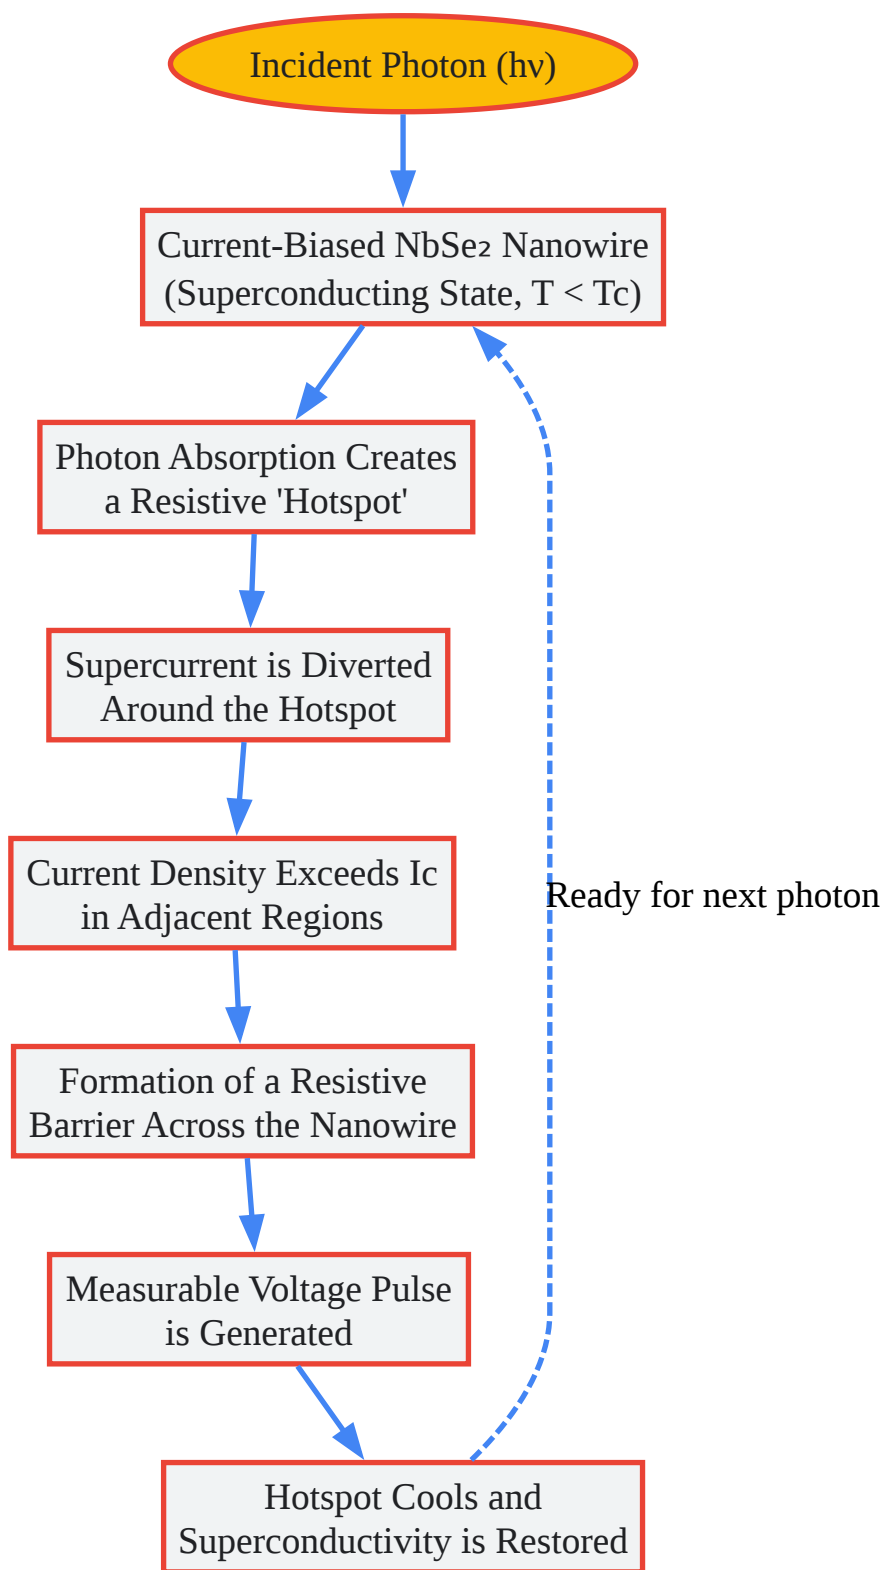 Incident Photon (hν)
Current-Biased NbSe₂ Nanowire
(Superconducting State, T < Tc)
Photon Absorption Creates
a Resistive 'Hotspot'
Supercurrent is Diverted
Around the Hotspot
Current Density Exceeds Ic
in Adjacent Regions
Ready for next photon
Formation of a Resistive
Barrier Across the Nanowire
Measurable Voltage Pulse
is Generated
Hotspot Cools and
Superconductivity is Restored